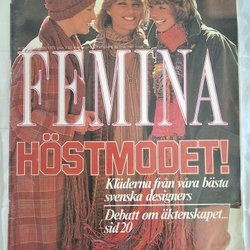 FEMINA
HÖSTMODET!
Kläderna från våra bästa
svenska designers
Debatt om äktenskapet...
sid 20